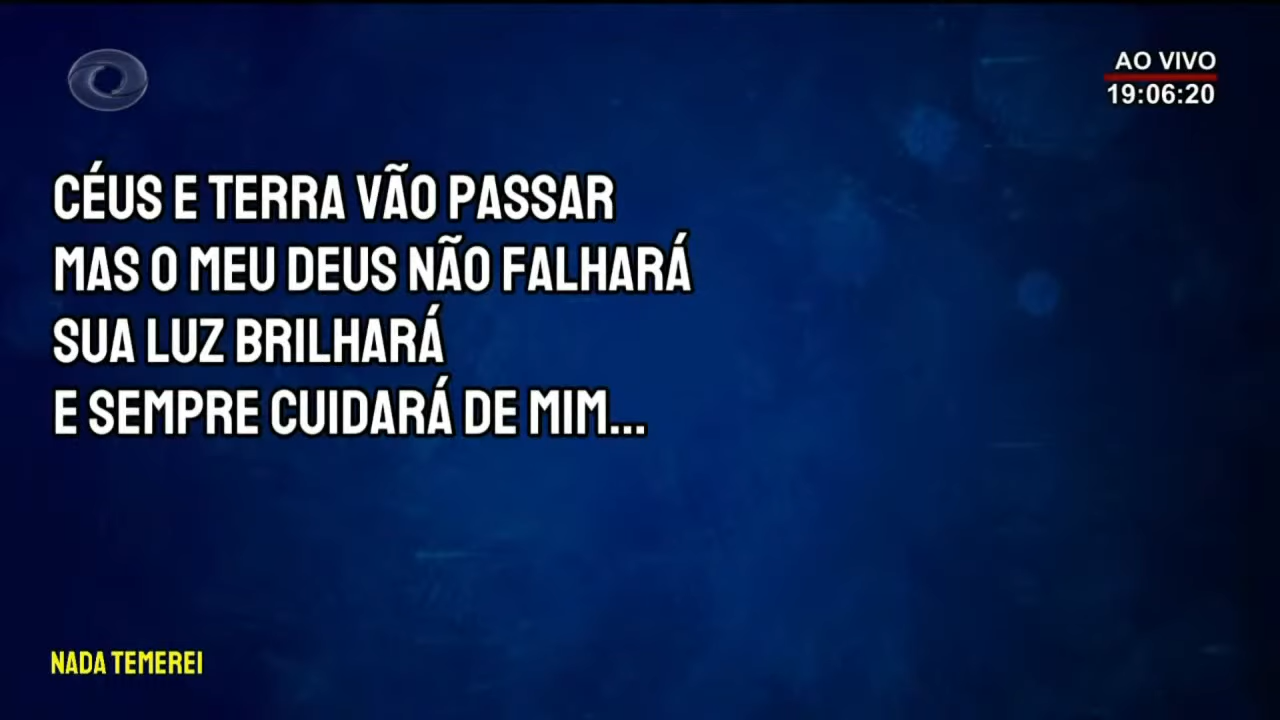 AO VIVO
19:06:20
CÉUS E TERRA VÃO PASSAR
MAS O MEU DEUS NÃO FALHARÁ
SUA LUZ BRILHARÁ
E SEMPRE CUIDARÁ DE MIM...
NADA TEMEREI